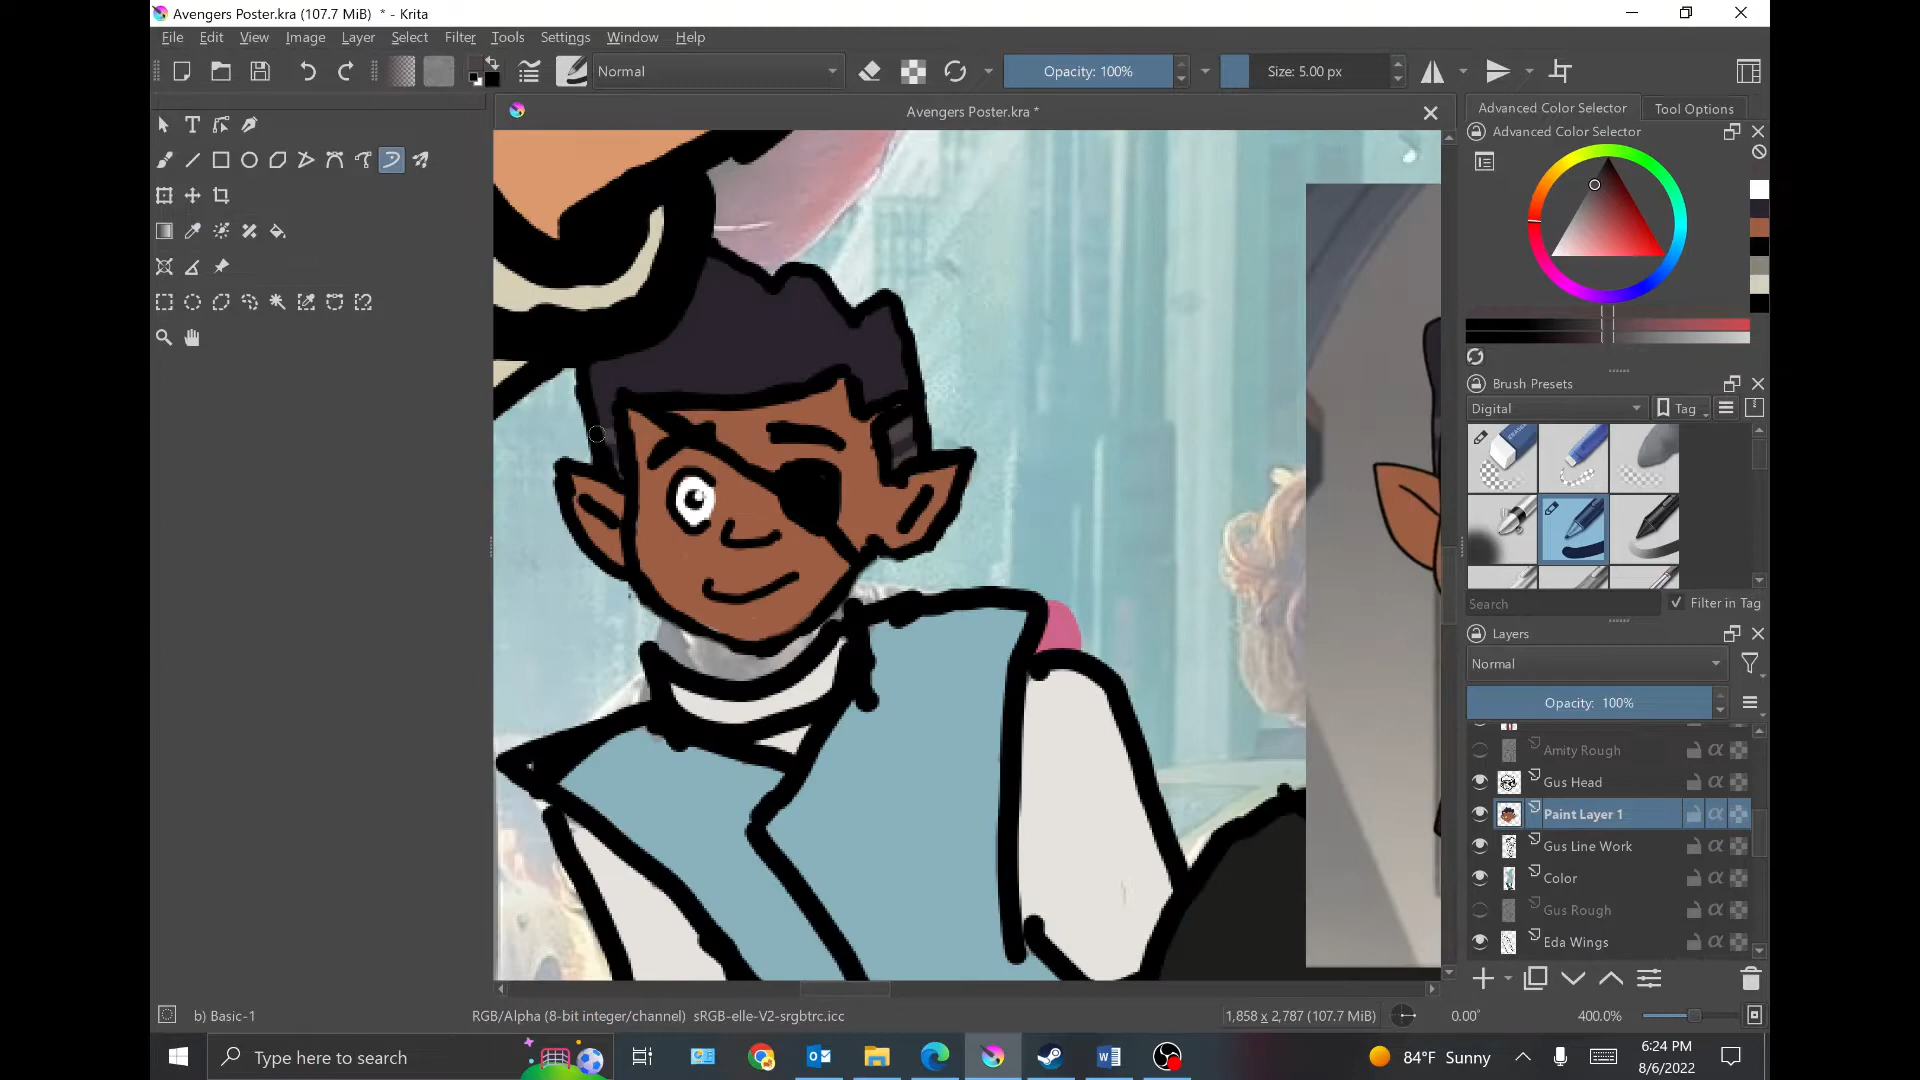 Avengers Poster.kra (107.7 MiB) * - Krita
File Edit View Image Layer Select Filter Tools Settings Window Help
Normal Opacity: 100% Size: 5.00 px
Avengers Poster.kra *
Advanced Color Selector Tool Options
Advanced Color Selector
Brush Presets
Digital Tag
Search Filter in Tag
Layers
Normal
Opacity: 100%
Amity Rough
Gus Head
Paint Layer 1
Gus Line Work
Color
Gus Rough
Eda Wings
b) Basic-1 RGB/Alpha (8-bit integer/channel) sRGB-elle-V2-srgbtrc.icc 1,858 x 2,787 (107.7 MiB) 0.00° 400.0%
Type here to search 84°F Sunny 6:24 PM
8/6/2022